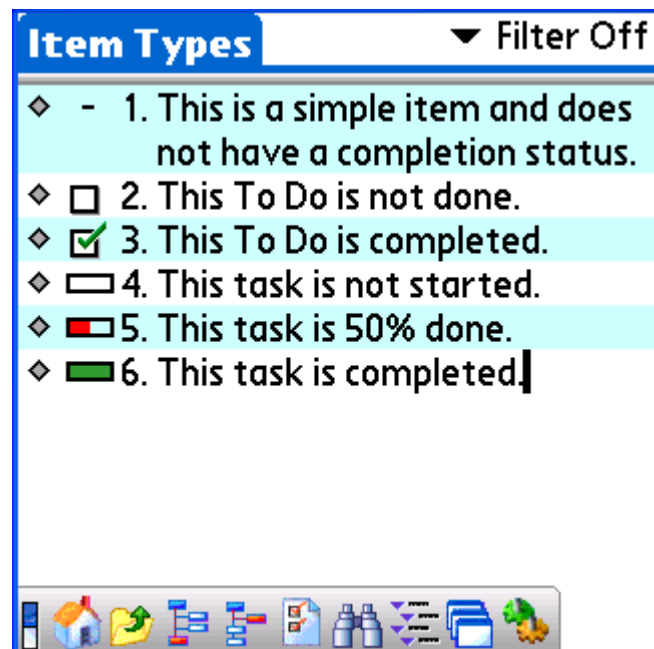 Item Types
Filter Off
- 1. This is a simple item and does
not have a completion status.
2. This To Do is not done.
3. This To Do is completed.
4. This task is not started.
5. This task is 50% done.
6. This task is completed.